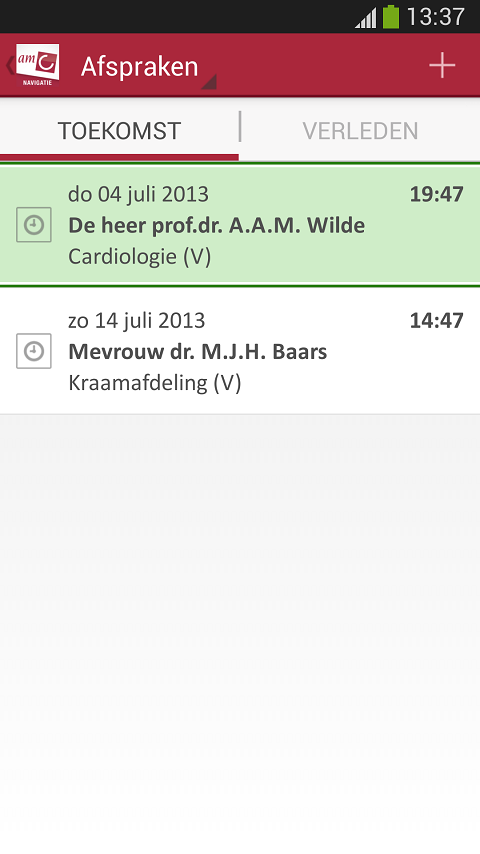 13:37
amC
NAVIGATIE
Afspraken
TOEKOMST
VERLEDEN
do 04 juli 2013 19:47
De heer prof.dr. A.A.M. Wilde
Cardiologie (V)
zo 14 juli 2013 14:47
Mevrouw dr. M.J.H. Baars
Kraamafdeling (V)